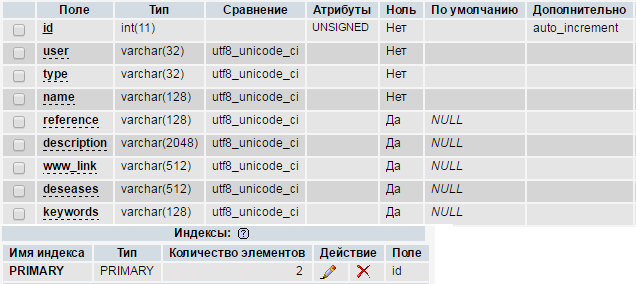 Поле Тип Сравнение Атрибуты Ноль По умолчанию Дополнительно
id int(11) UNSIGNED Нет auto_increment
user varchar(32) utf8_unicode_ci Нет
type varchar(32) utf8_unicode_ci Нет
name varchar(128) utf8_unicode_ci Нет
reference varchar(128) utf8_unicode_ci Да NULL
description varchar(2048) utf8_unicode_ci Да NULL
www_link varchar(512) utf8_unicode_ci Да NULL
deseases varchar(512) utf8_unicode_ci Да NULL
keywords varchar(128) utf8_unicode_ci Да NULL
Индексы: ?
Имя индекса Тип Количество элементов Действие Поле
PRIMARY PRIMARY 2 id